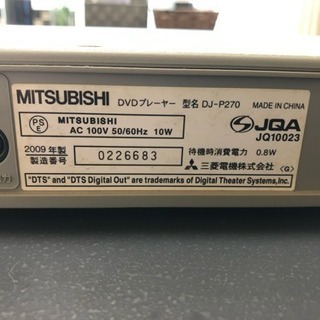 MITSUBISHI DVDプレーヤー 型名 DJ-P270 MADE IN CHINA
PS
E
MITSUBISHI
AC 100V 50/60Hz 10W
JQA
JQ10023
2009 年製
製造番号 0226683
待機時消費電力 0.8W
三菱電機株式会社 〈G〉
"DTS" and "DTS Digital Out" are trademarks of Digital Theater Systems,Inc.